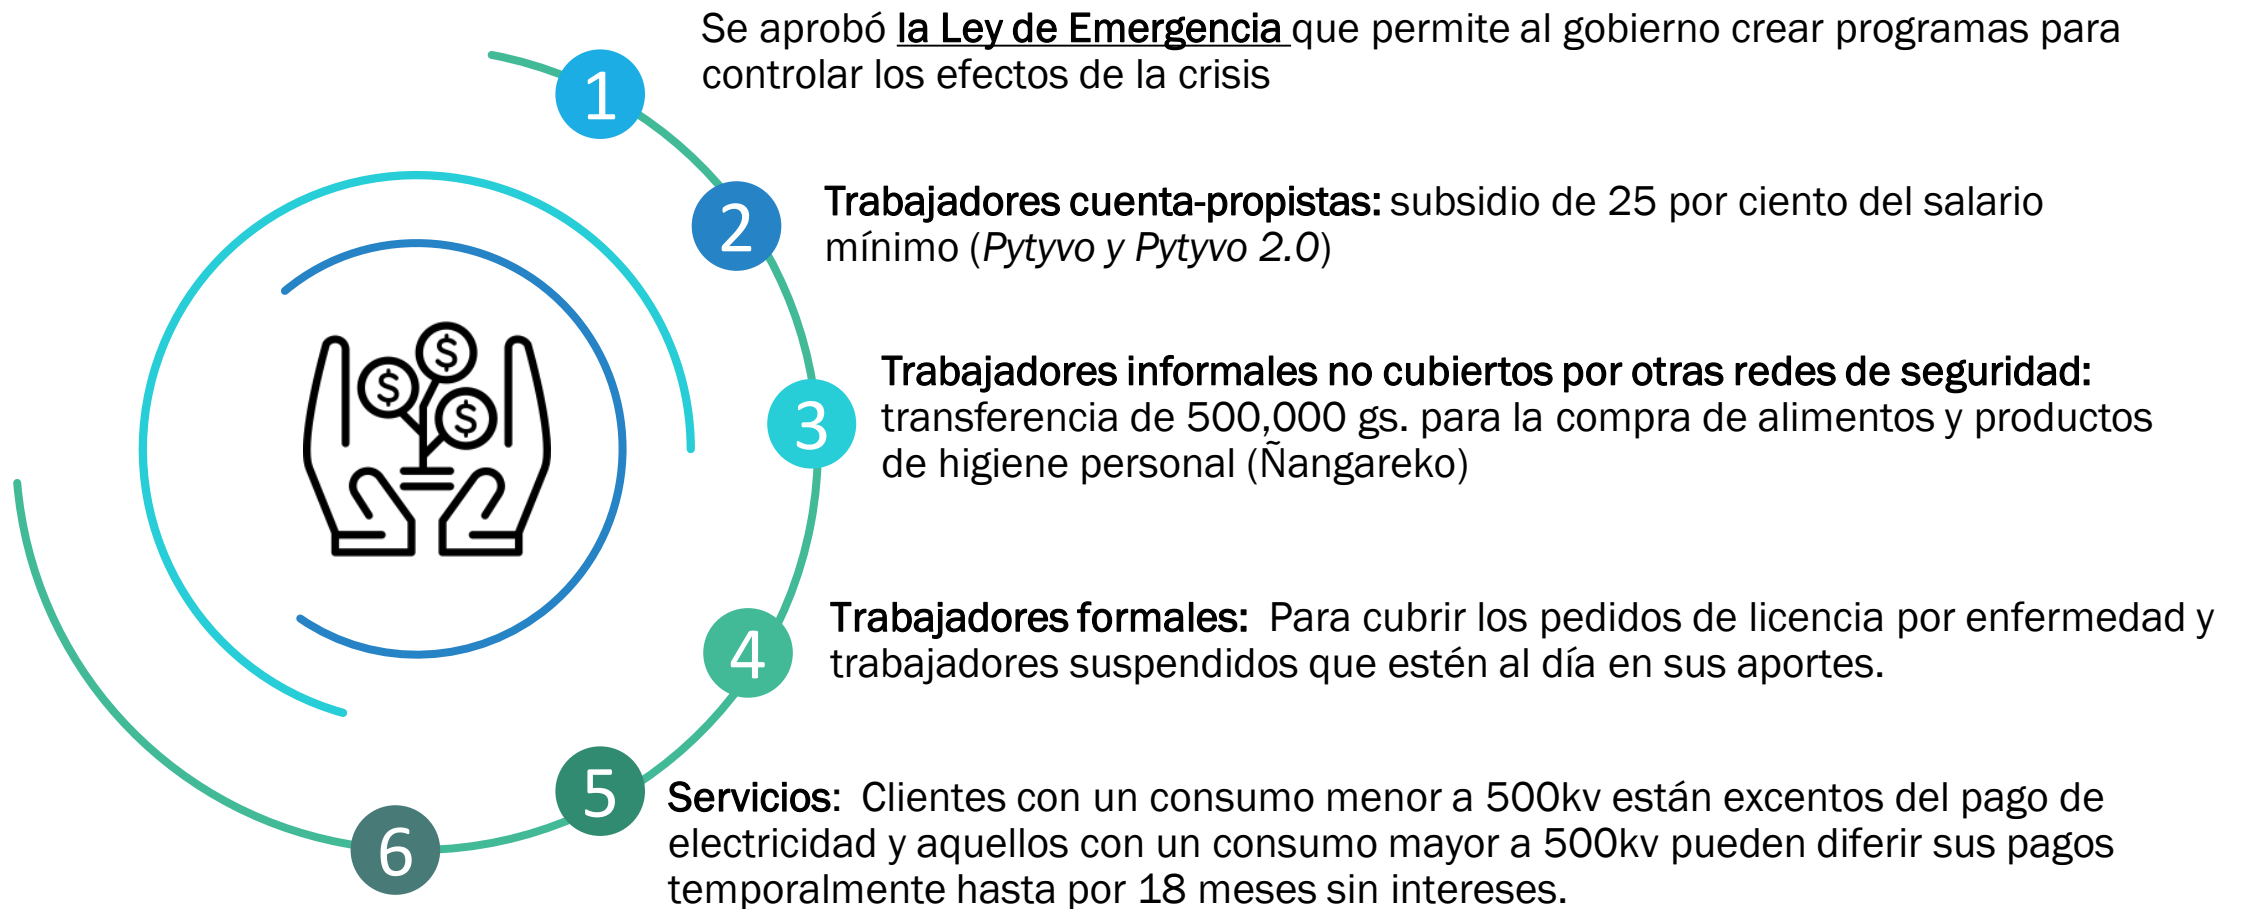 Se aprobó la Ley de Emergencia que permite al gobierno crear programas para
controlar los efectos de la crisis
1
Trabajadores cuenta-propistas: subsidio de 25 por ciento del salario
mínimo (Pytyvo y Pytyvo 2.0)
2
Trabajadores informales no cubiertos por otras redes de seguridad:
transferencia de 500,000 gs. para la compra de alimentos y productos
de higiene personal (Ñangareko)
3
$
$
$
Trabajadores formales: Para cubrir los pedidos de licencia por enfermedad y
trabajadores suspendidos que estén al día en sus aportes.
4
Servicios: Clientes con un consumo menor a 500kv están excentos del pago de
electricidad y aquellos con un consumo mayor a 500kv pueden diferir sus pagos
temporalmente hasta por 18 meses sin intereses.
5
6